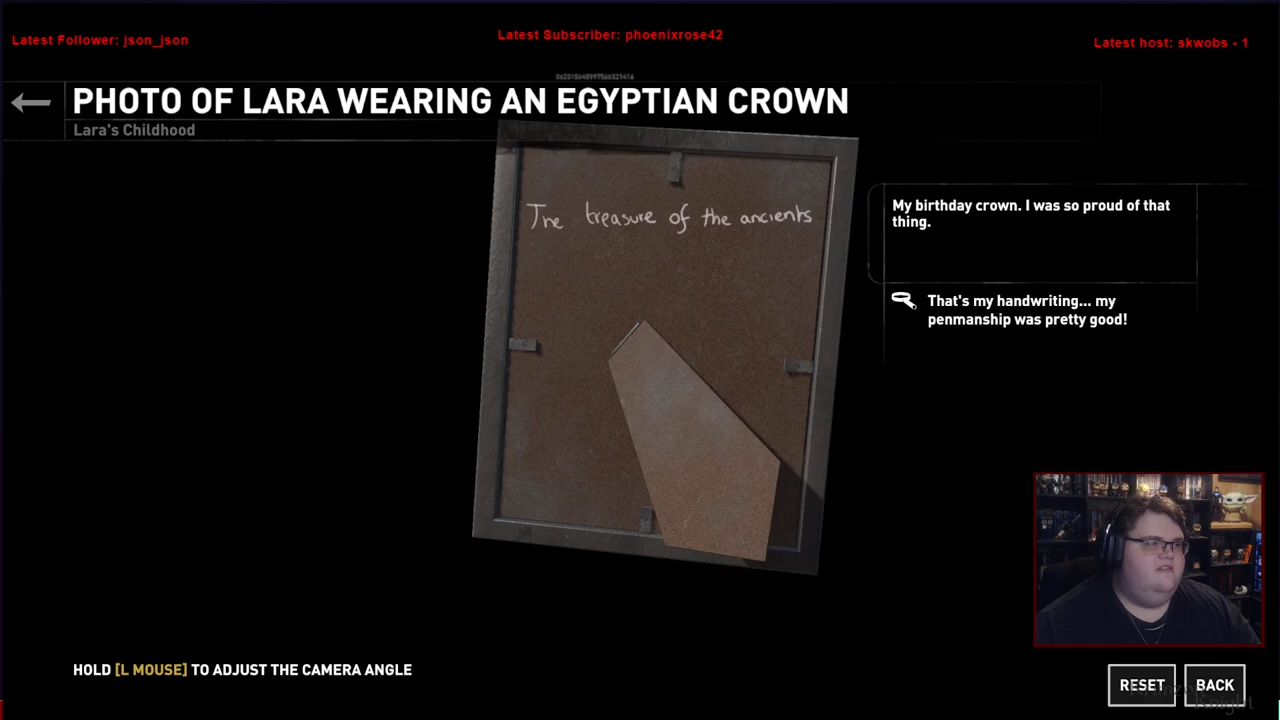 Latest Follower: json_json
Latest Subscriber: phoenixrose42
Latest host: skwobs - 1
PHOTO OF LARA WEARING AN EGYPTIAN CROWN
Lara's Childhood
The treasure of the ancients
My birthday crown. I was so proud of that
thing.
That's my handwriting... my
penmanship was pretty good!
HOLD [L MOUSE] TO ADJUST THE CAMERA ANGLE
RESET
BACK